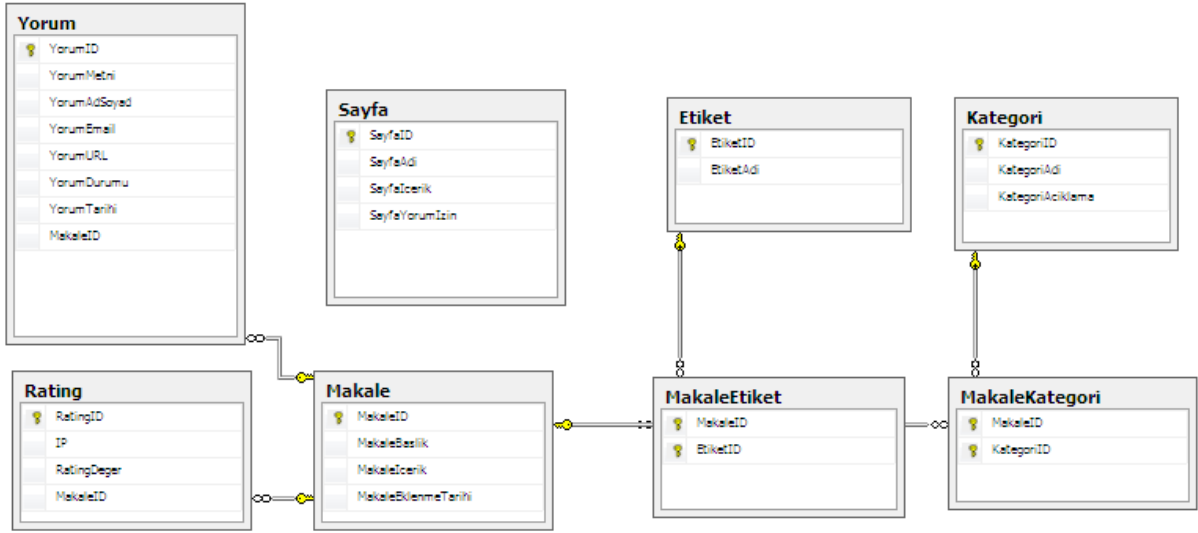 Yorum
YorumID
YorumMetni
YorumAdSoyad
YorumEmail
YorumURL
YorumDurumu
YorumTarihi
MakaleID
Sayfa
SayfaID
SayfaAdi
SayfaIcerik
SayfaYorumIzin
Etiket
EtiketID
EtiketAdi
Kategori
KategoriID
KategoriAdi
KategoriAciklama
Rating
RatingID
IP
RatingDeger
MakaleID
Makale
MakaleID
MakaleBaslik
MakaleIcerik
MakaleEklenmeTarihi
MakaleEtiket
MakaleID
EtiketID
MakaleKategori
MakaleID
KategoriID